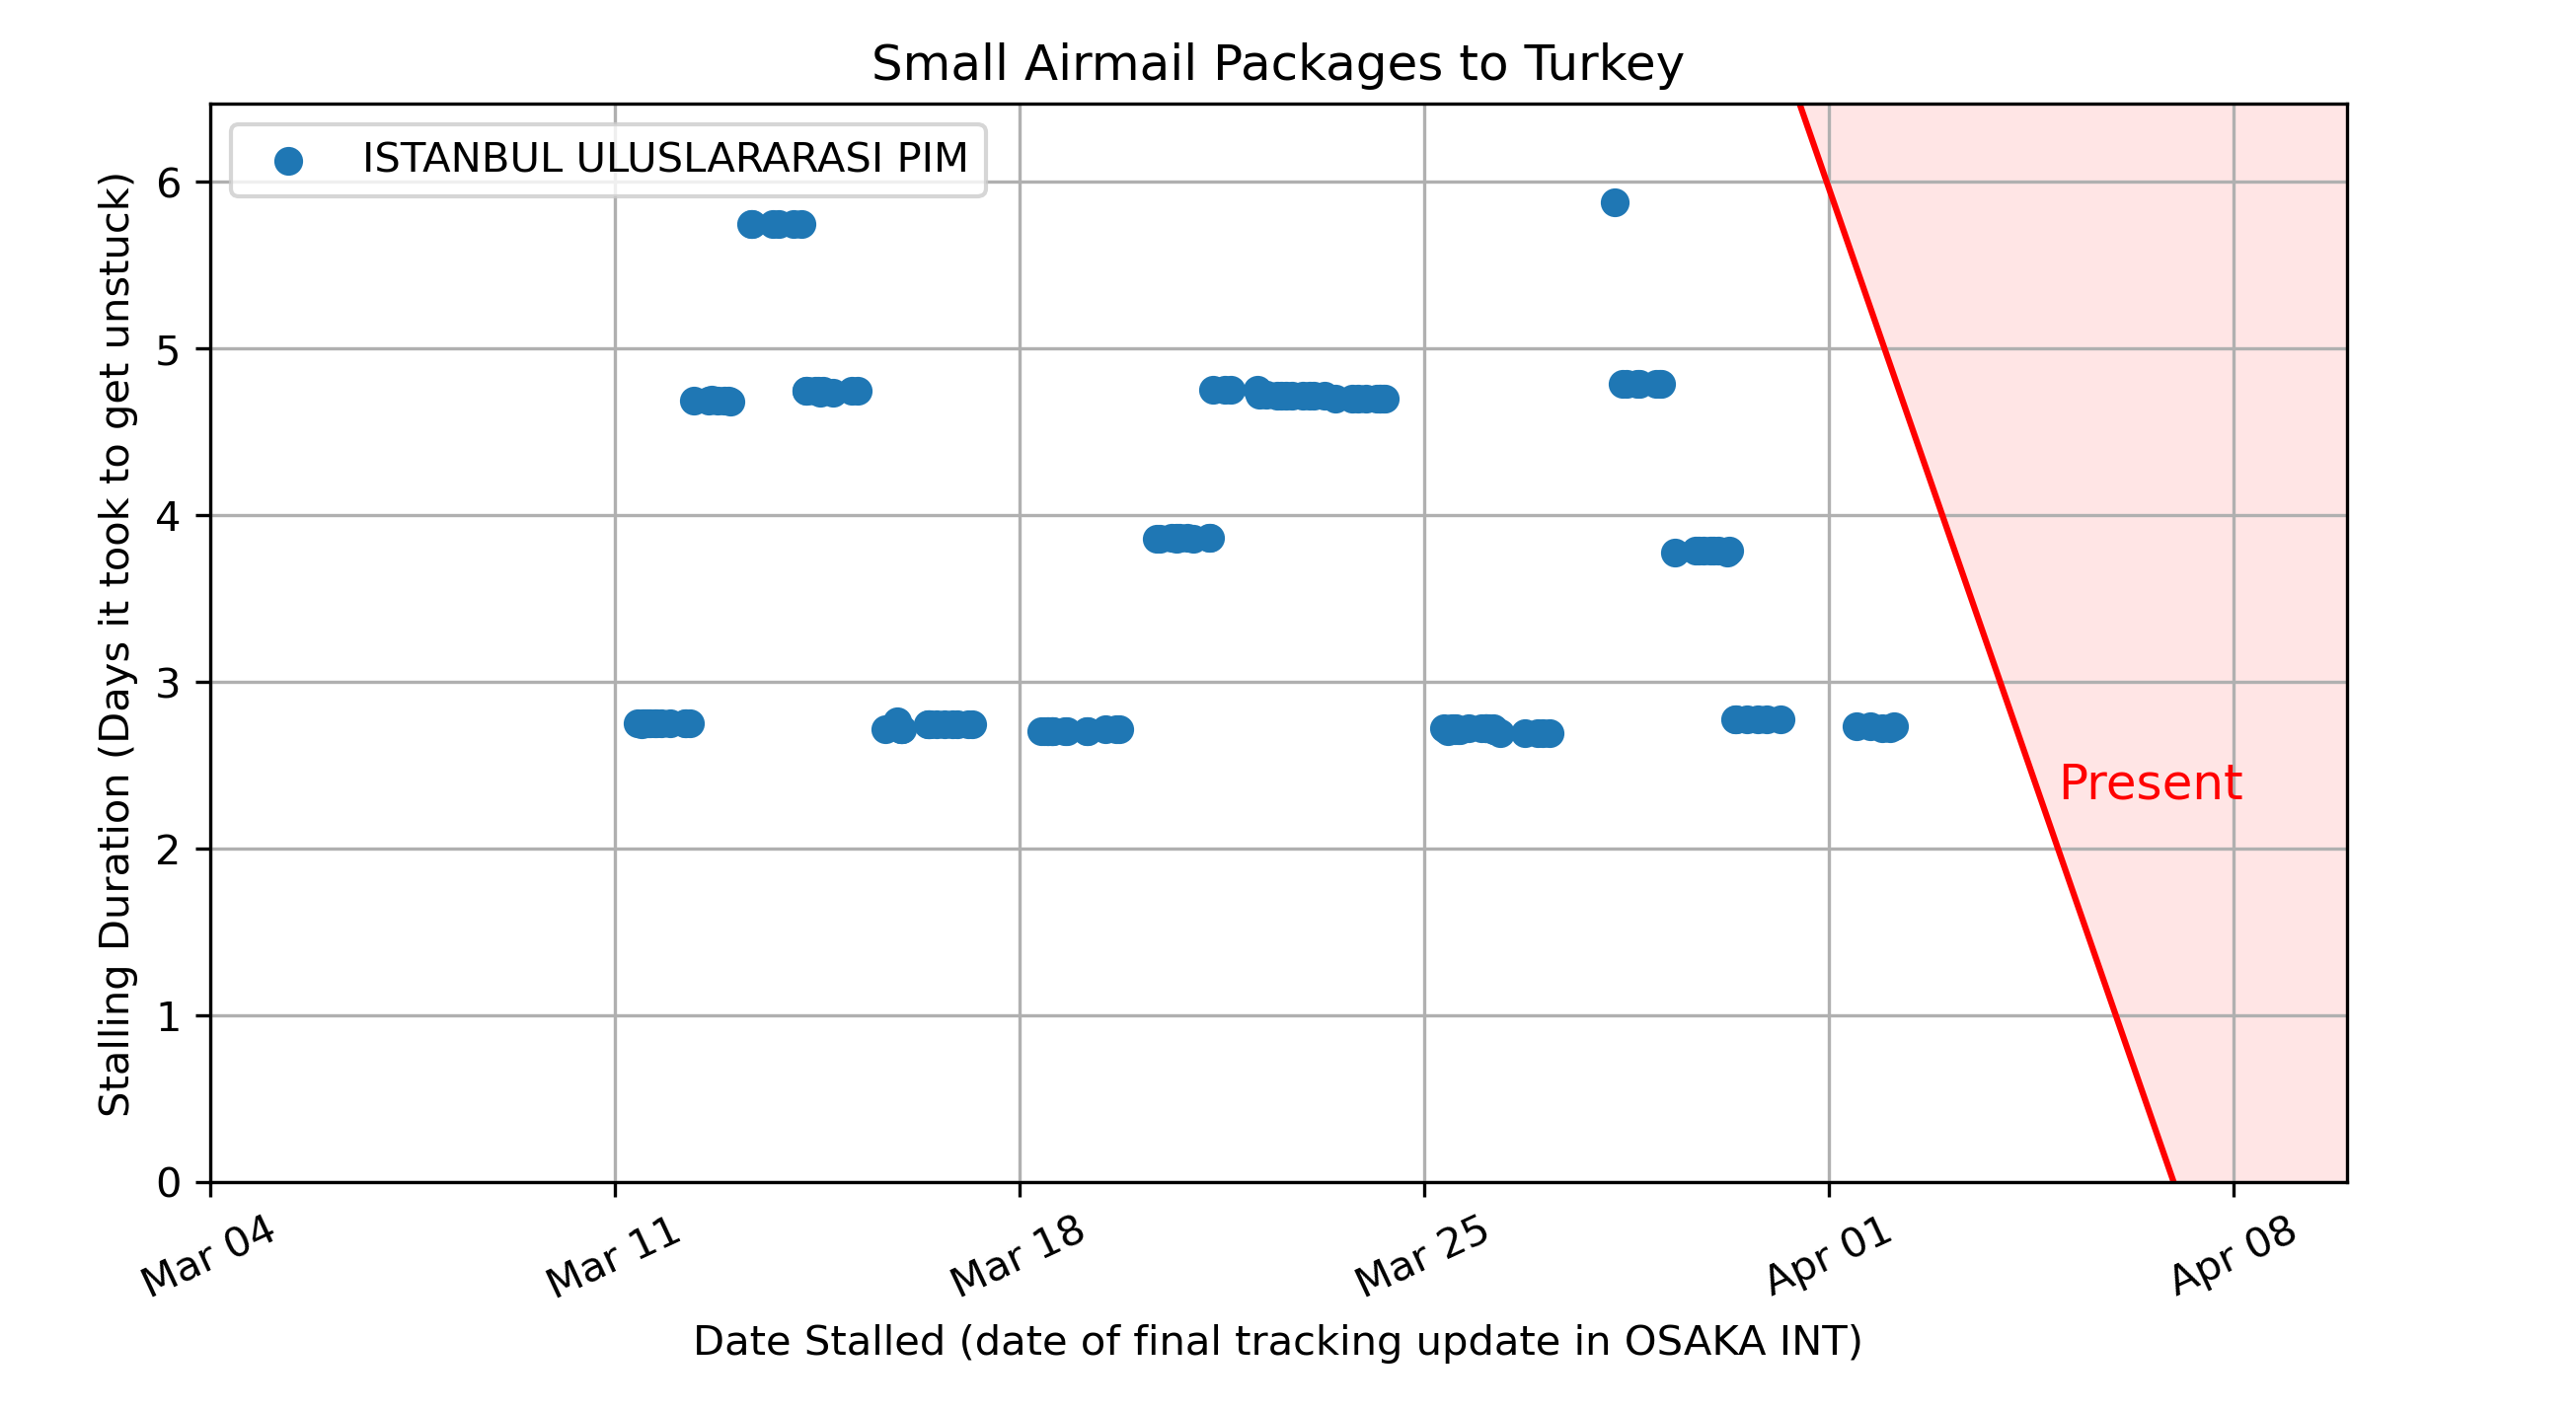 Small Airmail Packages to Turkey
ISTANBUL ULUSLARARASI PIM
Stalling Duration (Days it took to get unstuck)
6
5
4
3
2
1
0
Present
Mar 04
Mar 11
Mar 18
Mar 25
Apr 01
Apr 08
Date Stalled (date of final tracking update in OSAKA INT)